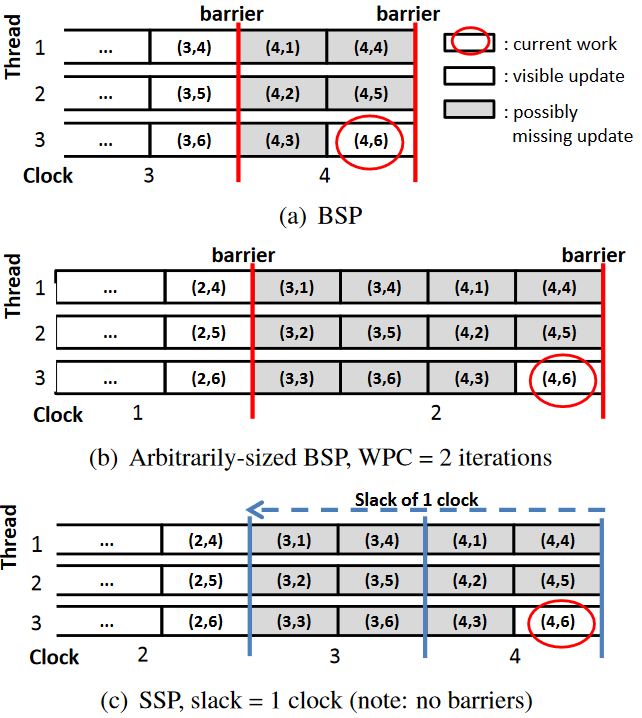 barrier barrier
Thread
1 ... (3,4) (4,1) (4,4)
2 ... (3,5) (4,2) (4,5)
3 ... (3,6) (4,3) (4,6)
Clock 3 4
: current work
: visible update
: possibly
missing update
(a) BSP
barrier barrier
Thread
1 ... (2,4) (3,1) (3,4) (4,1) (4,4)
2 ... (2,5) (3,2) (3,5) (4,2) (4,5)
3 ... (2,6) (3,3) (3,6) (4,3) (4,6)
Clock 1 2
(b) Arbitrarily-sized BSP, WPC = 2 iterations
Slack of 1 clock
Thread
1 ... (2,4) (3,1) (3,4) (4,1) (4,4)
2 ... (2,5) (3,2) (3,5) (4,2) (4,5)
3 ... (2,6) (3,3) (3,6) (4,3) (4,6)
Clock 2 3 4
(c) SSP, slack = 1 clock (note: no barriers)